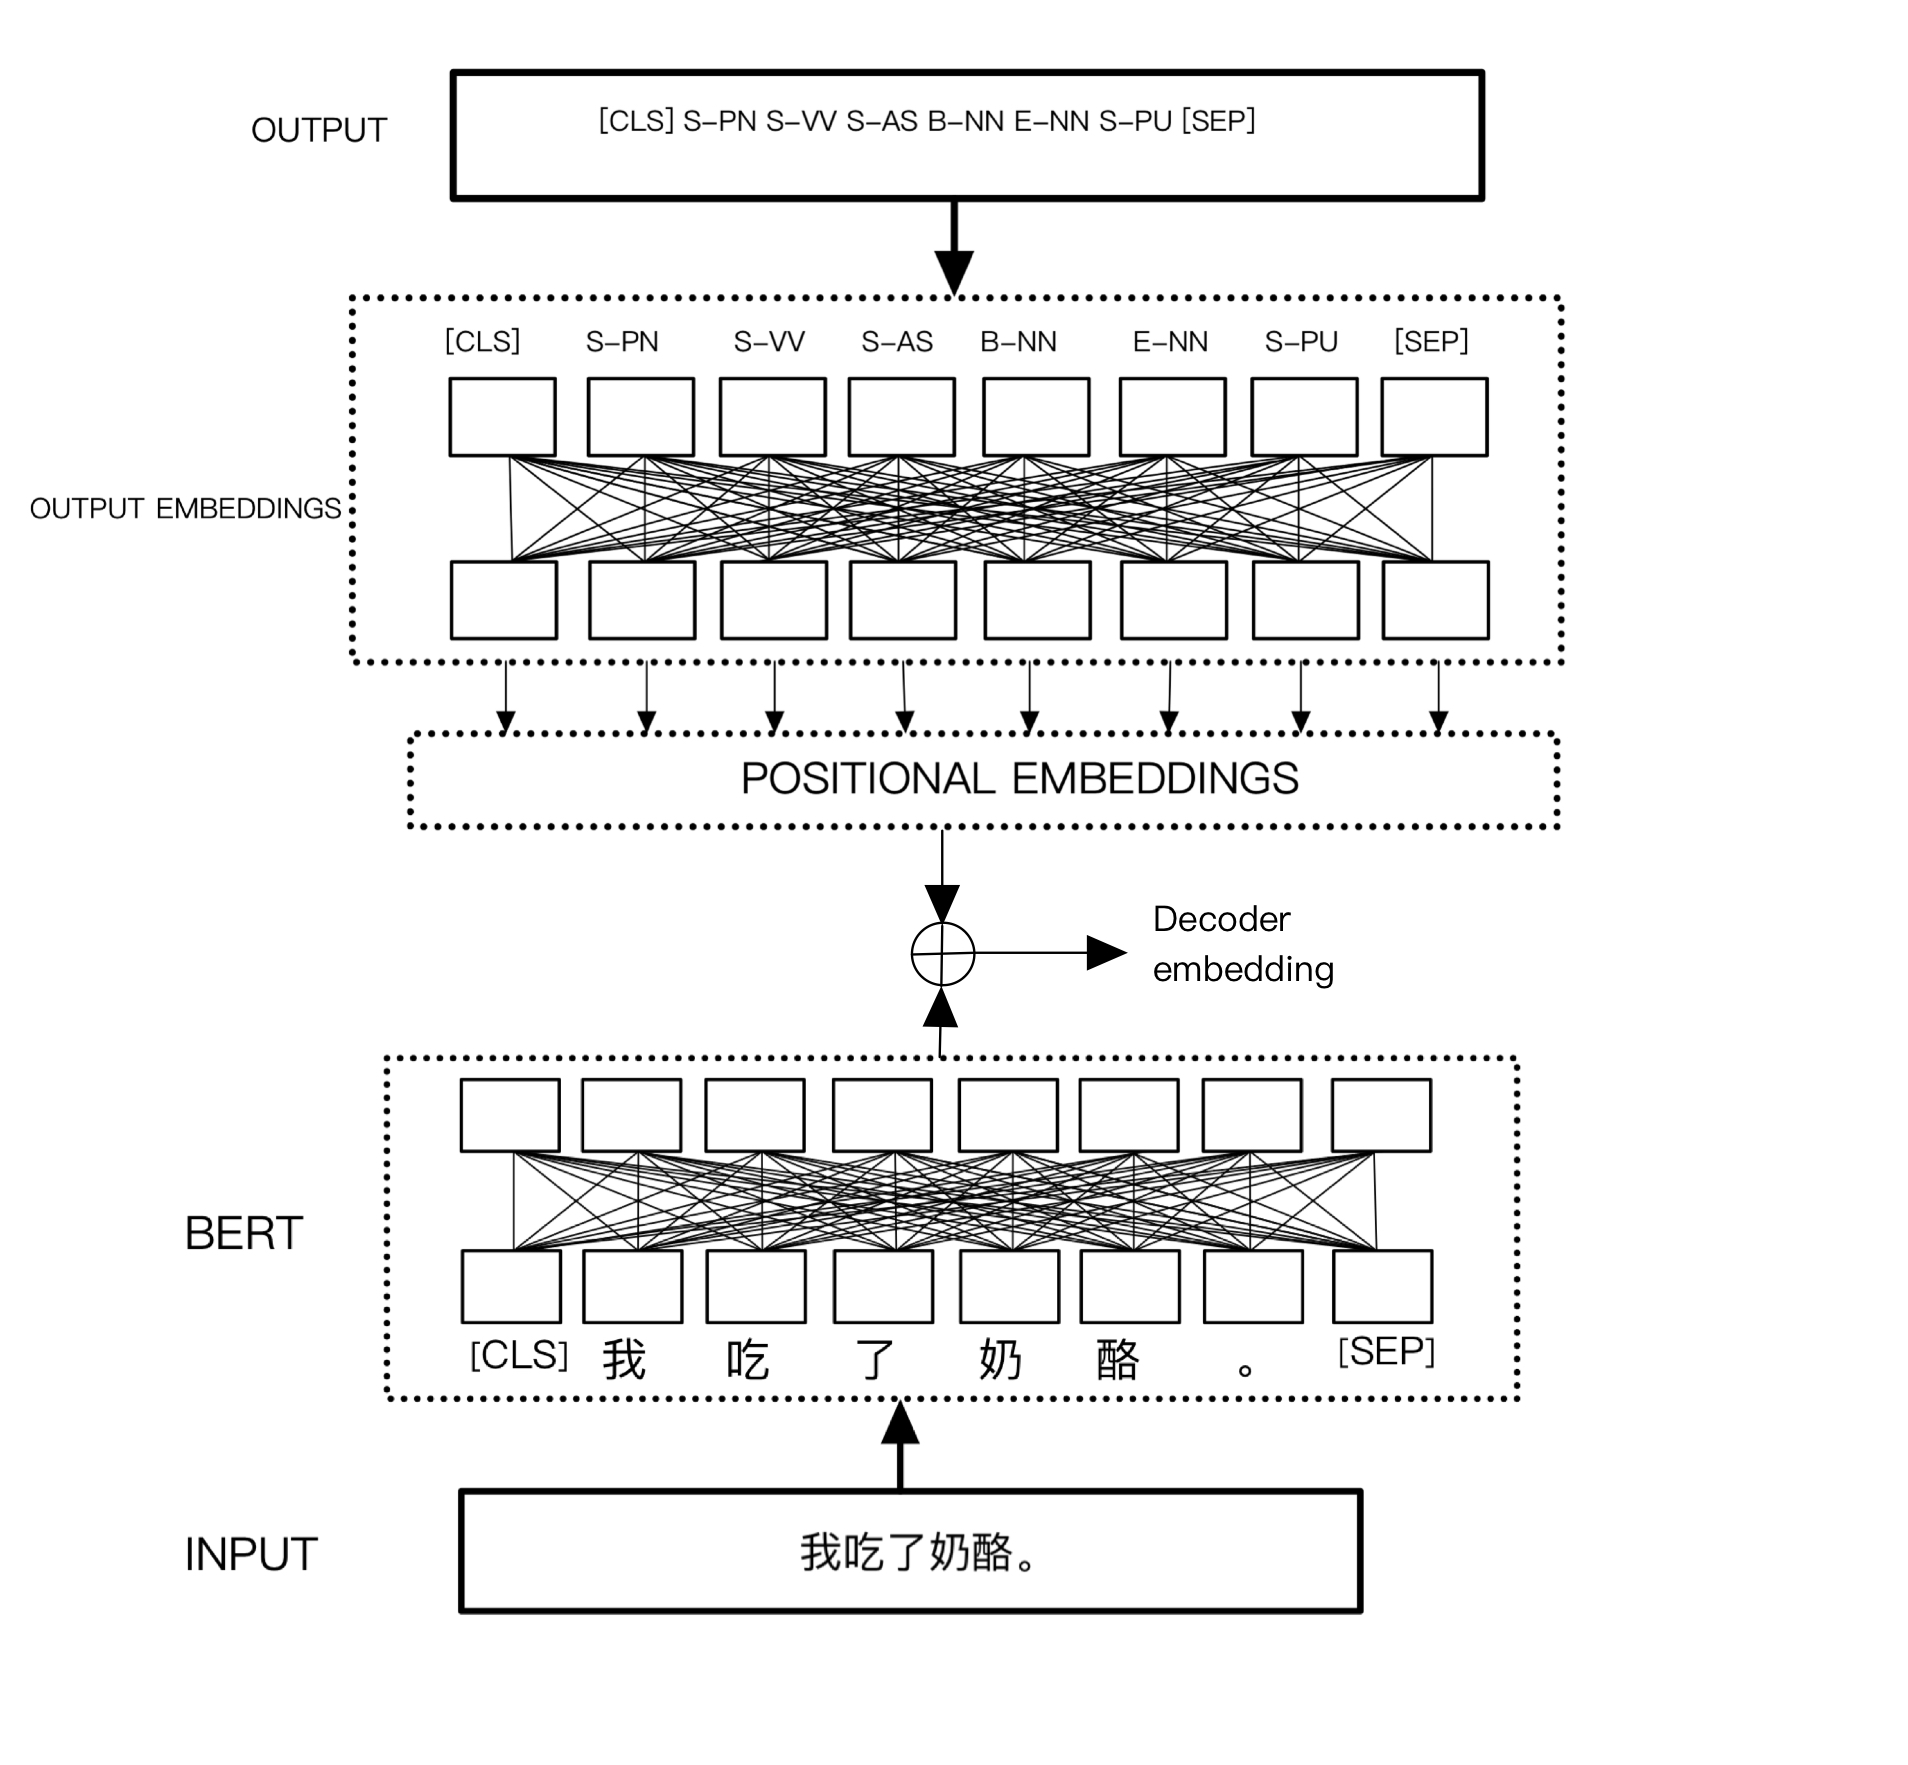 OUTPUT
[CLS] S-PN S-VV S-AS B-NN E-NN S-PU [SEP]
[CLS] S-PN S-VV S-AS B-NN E-NN S-PU [SEP]
OUTPUT EMBEDDINGS
POSITIONAL EMBEDDINGS
Decoder
embedding
BERT
[CLS] 我 吃 了 奶 酪 。 [SEP]
INPUT
我吃了奶酪。